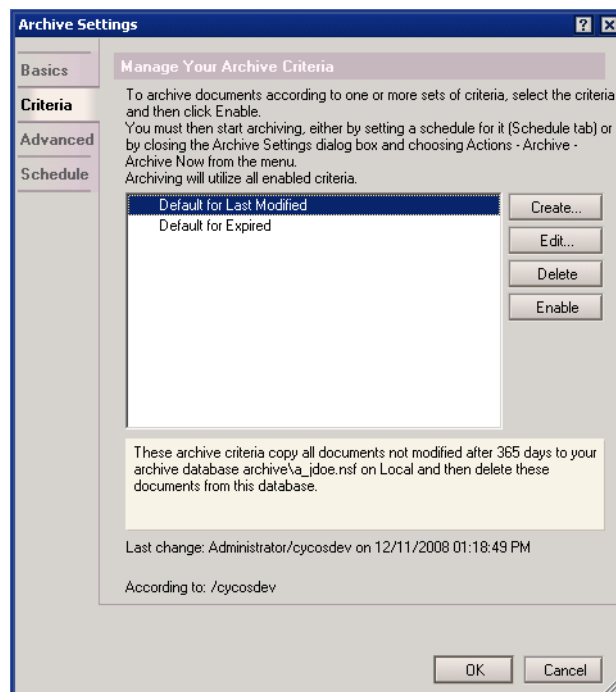 Archive Settings
Basics
Criteria
Advanced
Schedule
Manage Your Archive Criteria
To archive documents according to one or more sets of criteria, select the criteria
and then click Enable.
You must then start archiving, either by setting a schedule for it (Schedule tab) or
by closing the Archive Settings dialog box and choosing Actions - Archive -
Archive Now from the menu.
Archiving will utilize all enabled criteria.
Default for Last Modified
Default for Expired
Create...
Edit...
Delete
Enable
These archive criteria copy all documents not modified after 365 days to your
archive database archive\a_jdoe.nsf on Local and then delete these
documents from this database.
Last change: Administrator/cycosdev on 12/11/2008 01:18:49 PM
According to: /cycosdev
OK
Cancel